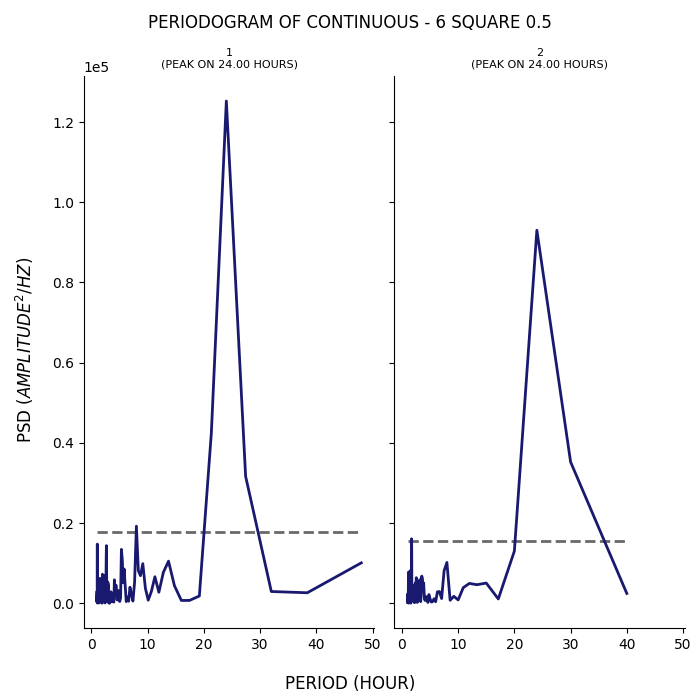 PERIODOGRAM OF CONTINUOUS - 6 SQUARE 0.5
1
(PEAK ON 24.00 HOURS)
2
(PEAK ON 24.00 HOURS)
1e5
1.2
1.0
0.8
0.6
0.4
0.2
0.0
PSD (AMPLITUDE²/HZ)
0 10 20 30 40 50
0 10 20 30 40 50
PERIOD (HOUR)